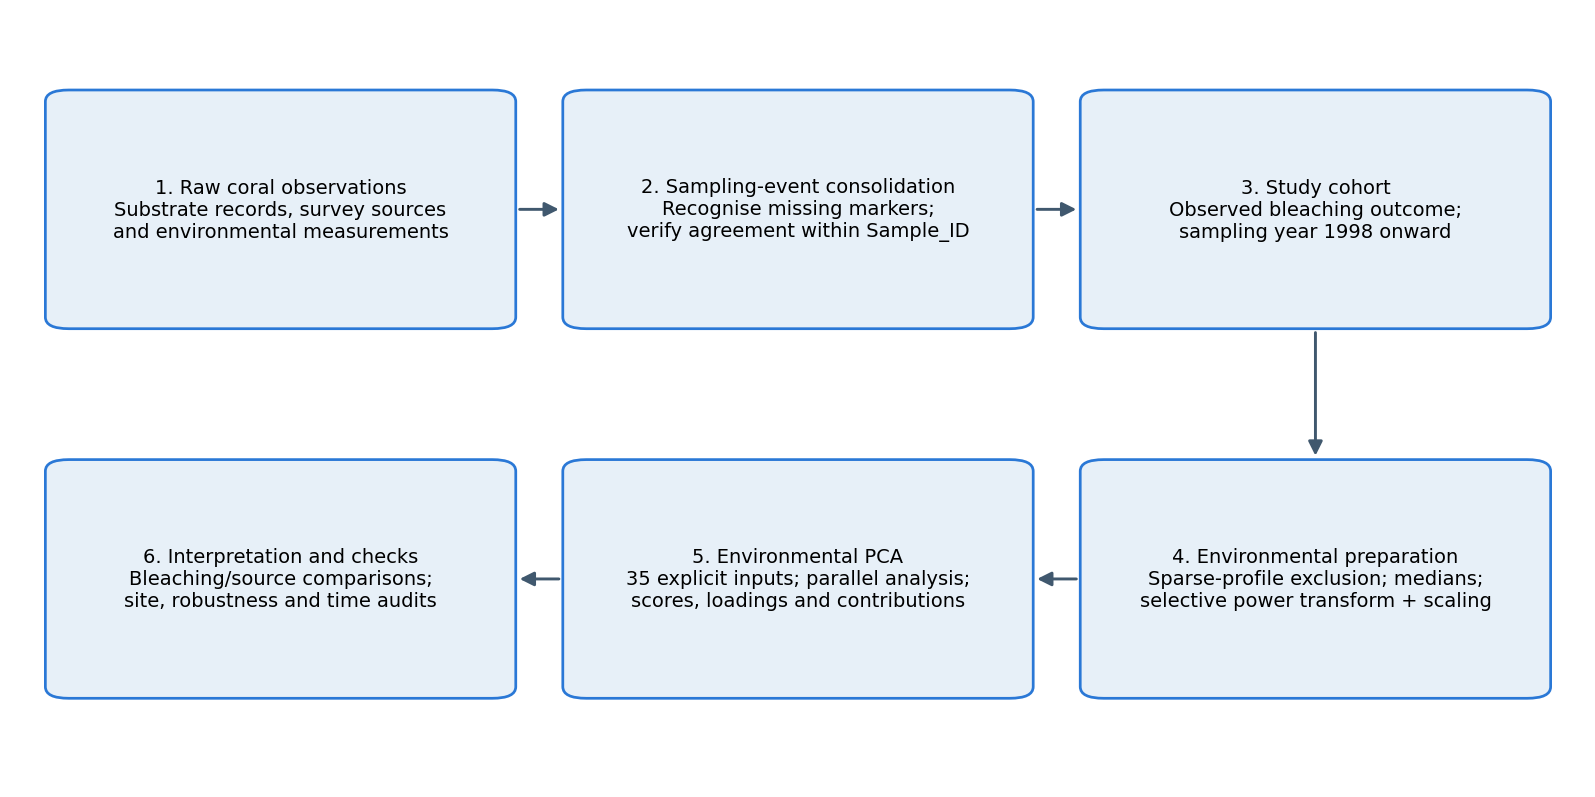 1. Raw coral observations
Substrate records, survey sources
and environmental measurements
2. Sampling-event consolidation
Recognise missing markers;
verify agreement within Sample_ID
3. Study cohort
Observed bleaching outcome;
sampling year 1998 onward
4. Environmental preparation
Sparse-profile exclusion; medians;
selective power transform + scaling
5. Environmental PCA
35 explicit inputs; parallel analysis;
scores, loadings and contributions
6. Interpretation and checks
Bleaching/source comparisons;
site, robustness and time audits